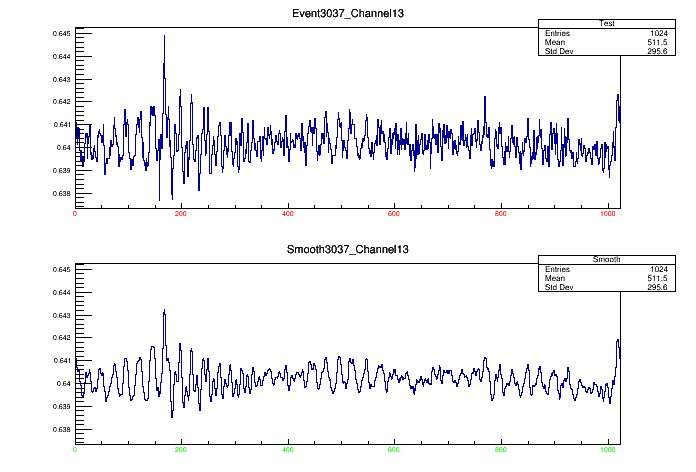 Event3037_Channel13
Test
Entries 1024
Mean 511.5
Std Dev 295.6
0.645
0.644
0.643
0.642
0.641
0.64
0.639
0.638
0 200 400 600 800 1000
Smooth3037_Channel13
Smooth
Entries 1024
Mean 511.5
Std Dev 295.6
0.645
0.644
0.643
0.642
0.641
0.64
0.639
0.638
0 200 400 600 800 1000